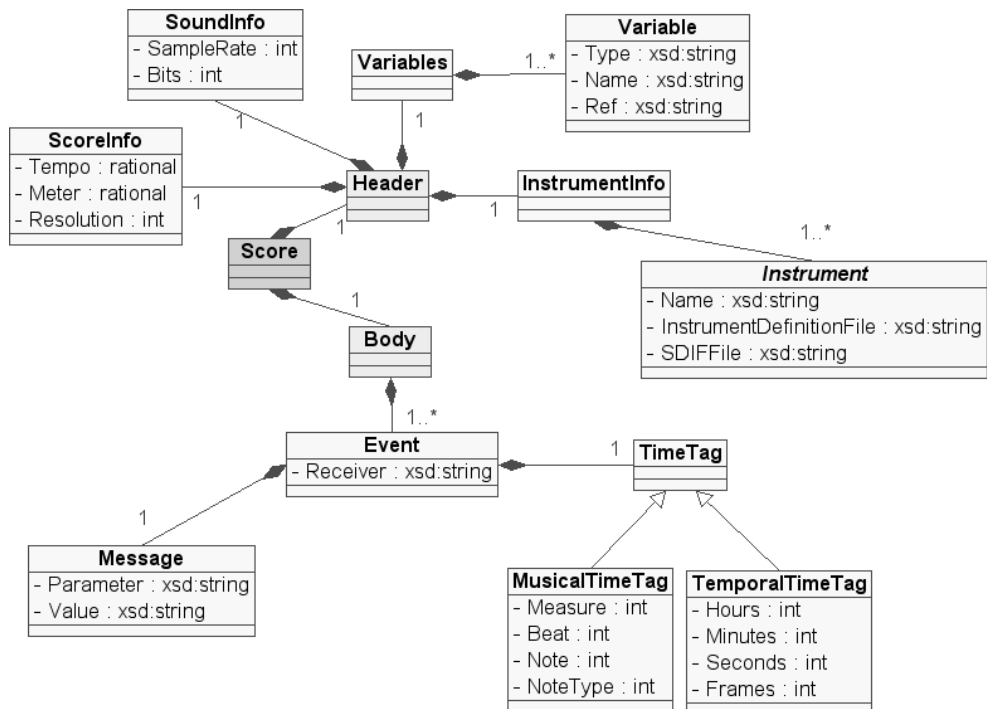 SoundInfo
- SampleRate : int
- Bits : int
1
Variables
1
1..*
Variable
- Type : xsd:string
- Name : xsd:string
- Ref : xsd:string
ScoreInfo
- Tempo : rational
- Meter : rational
- Resolution : int
1
Header
1
InstrumentInfo
1
1..*
Score
1
Instrument
- Name : xsd:string
- InstrumentDefinitionFile : xsd:string
- SDIFFile : xsd:string
Body
1..*
Event
- Receiver : xsd:string
1
TimeTag
1
Message
- Parameter : xsd:string
- Value : xsd:string
MusicalTimeTag
- Measure : int
- Beat : int
- Note : int
- NoteType : int
TemporalTimeTag
- Hours : int
- Minutes : int
- Seconds : int
- Frames : int